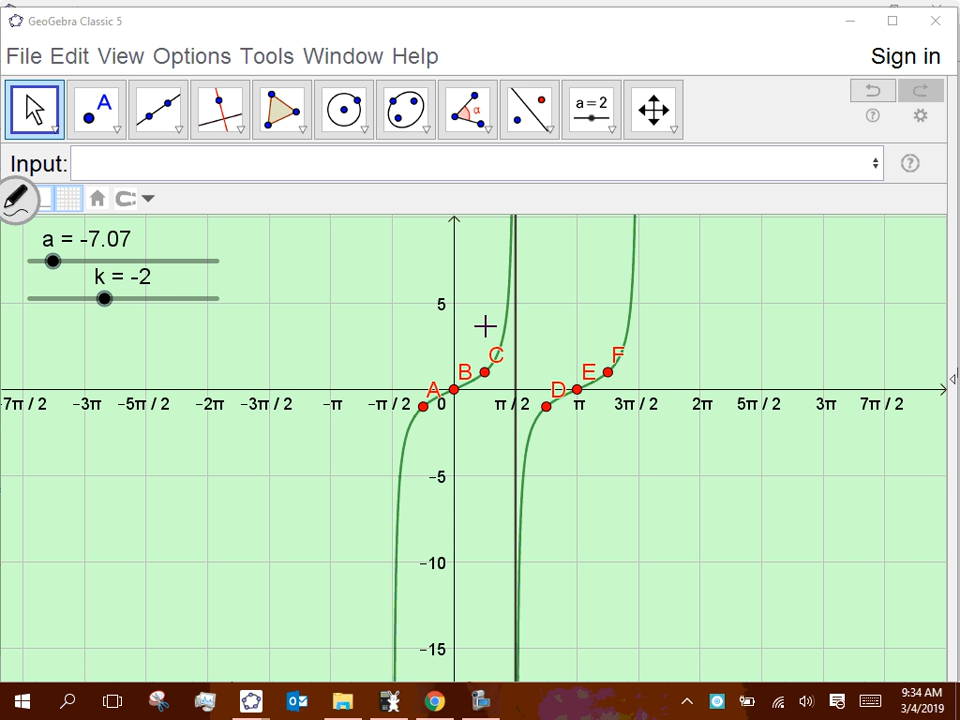 GeoGebra Classic 5
File Edit View Options Tools Window Help
Sign in
A
α
a=2
Input:
a = -7.07
k = -2
5
C
F
B
E
A
D
-7π / 2 −3π −5π / 2 −2π −3π / 2 −π −π / 2 0 π / 2 π 3π / 2 2π 5π / 2 3π 7π / 2
−5
−10
−15
9:34 AM
3/4/2019